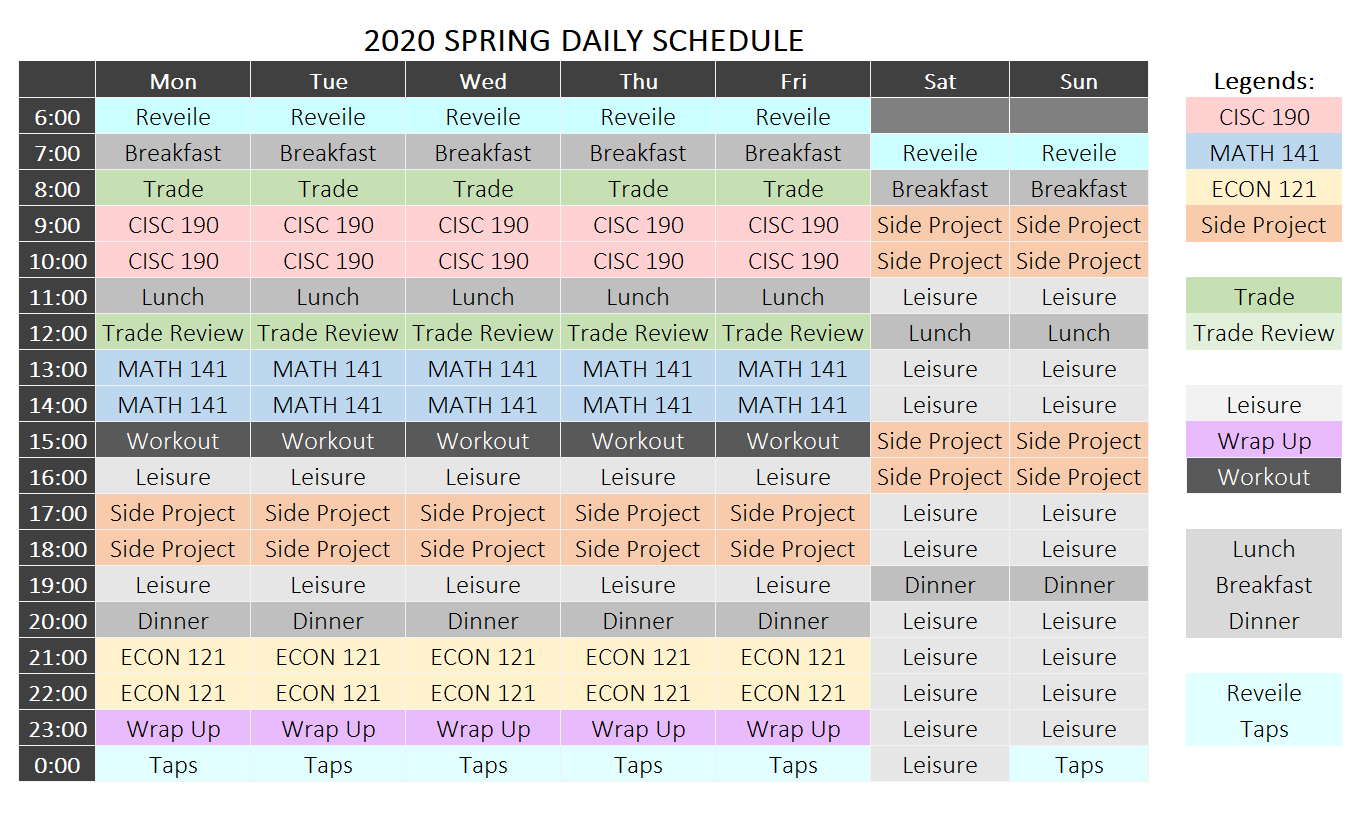 2020 SPRING DAILY SCHEDULE
Mon Tue Wed Thu Fri Sat Sun Legends:
6:00 Reveile Reveile Reveile Reveile Reveile CISC 190
7:00 Breakfast Breakfast Breakfast Breakfast Breakfast Reveile Reveile MATH 141
8:00 Trade Trade Trade Trade Trade Breakfast Breakfast ECON 121
9:00 CISC 190 CISC 190 CISC 190 CISC 190 CISC 190 Side Project Side Project Side Project
10:00 CISC 190 CISC 190 CISC 190 CISC 190 CISC 190 Side Project Side Project
11:00 Lunch Lunch Lunch Lunch Lunch Leisure Leisure Trade
12:00 Trade Review Trade Review Trade Review Trade Review Trade Review Lunch Lunch Trade Review
13:00 MATH 141 MATH 141 MATH 141 MATH 141 MATH 141 Leisure Leisure
14:00 MATH 141 MATH 141 MATH 141 MATH 141 MATH 141 Leisure Leisure Leisure
15:00 Workout Workout Workout Workout Workout Side Project Side Project Wrap Up
16:00 Leisure Leisure Leisure Leisure Leisure Side Project Side Project Workout
17:00 Side Project Side Project Side Project Side Project Side Project Leisure Leisure
18:00 Side Project Side Project Side Project Side Project Side Project Leisure Leisure Lunch
19:00 Leisure Leisure Leisure Leisure Leisure Dinner Dinner Breakfast
20:00 Dinner Dinner Dinner Dinner Dinner Leisure Leisure Dinner
21:00 ECON 121 ECON 121 ECON 121 ECON 121 ECON 121 Leisure Leisure
22:00 ECON 121 ECON 121 ECON 121 ECON 121 ECON 121 Leisure Leisure Reveile
23:00 Wrap Up Wrap Up Wrap Up Wrap Up Wrap Up Leisure Leisure Taps
0:00 Taps Taps Taps Taps Taps Leisure Taps